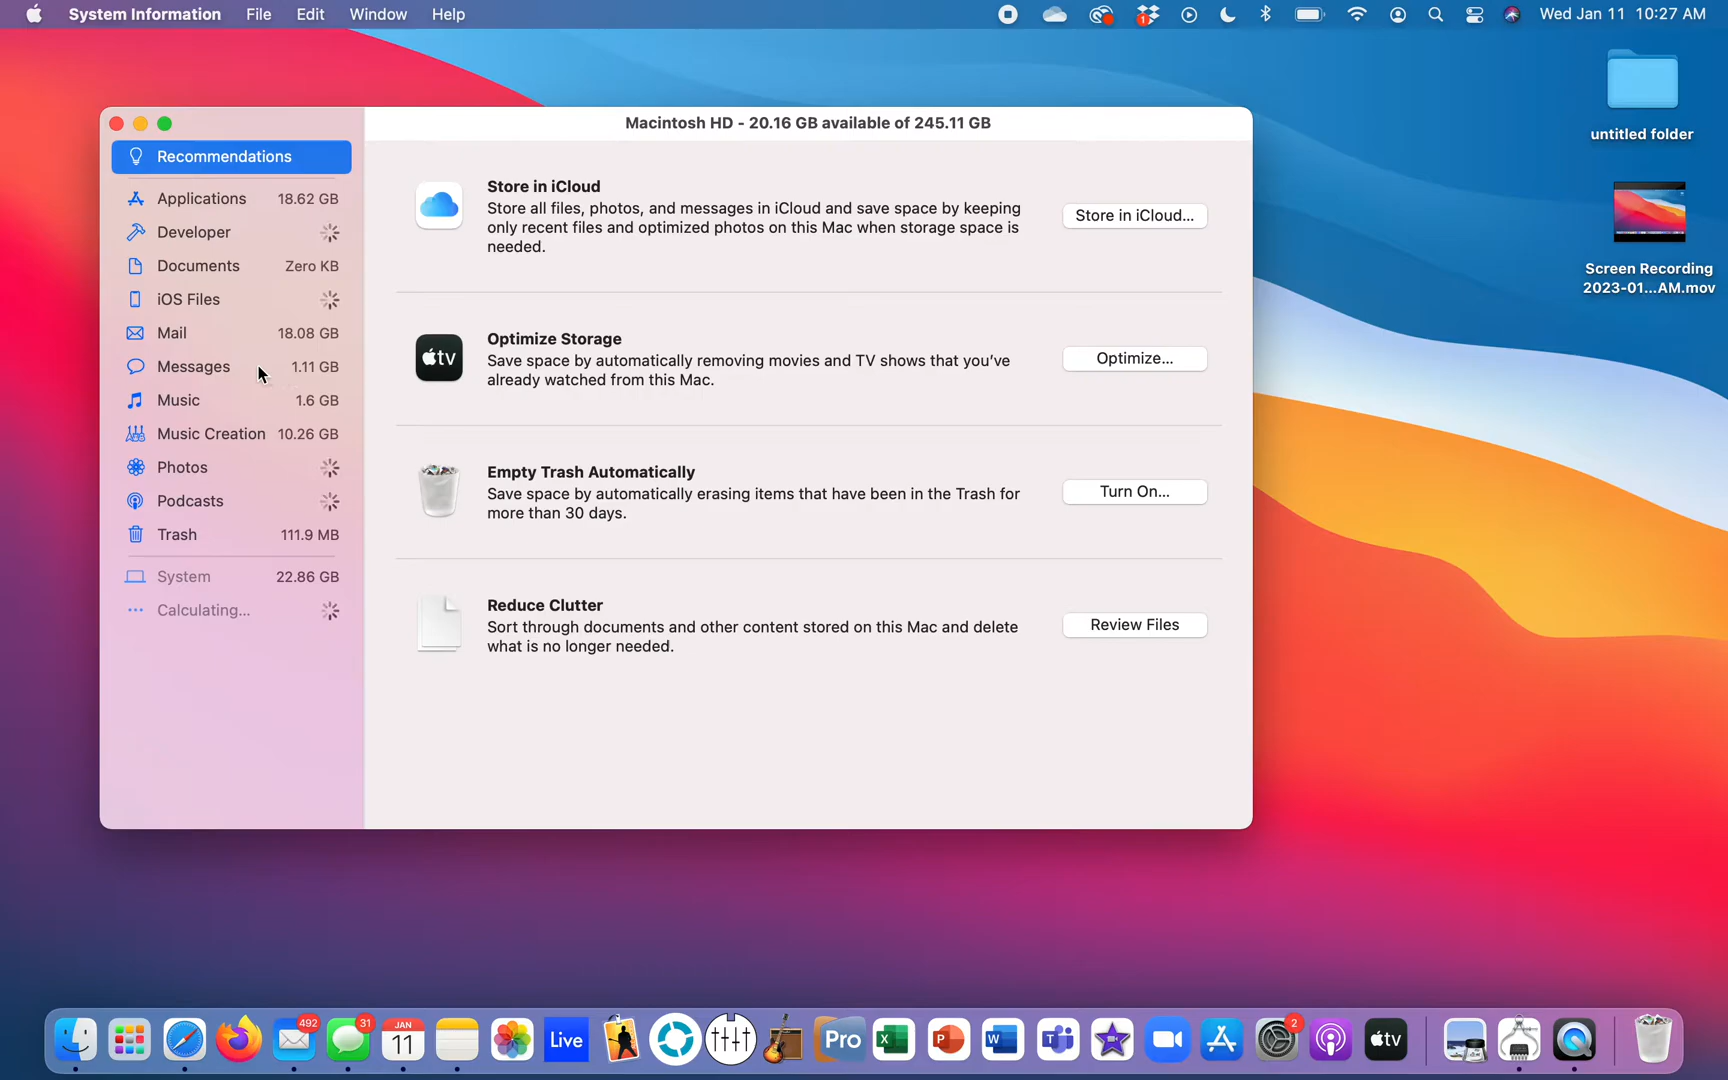 System Information File Edit Window Help
1
Wed Jan 11 10:27 AM
untitled folder
Screen Recording
2023-01...AM.mov
Macintosh HD - 20.16 GB available of 245.11 GB
Recommendations
Applications 18.62 GB
Developer
Documents Zero KB
iOS Files
Mail 18.08 GB
Messages 1.11 GB
Music 1.6 GB
Music Creation 10.26 GB
Photos
Podcasts
Trash 111.9 MB
System 22.86 GB
Calculating...
Store in iCloud
Store all files, photos, and messages in iCloud and save space by keeping
only recent files and optimized photos on this Mac when storage space is
needed.
Store in iCloud...
tv
Optimize Storage
Save space by automatically removing movies and TV shows that you've
already watched from this Mac.
Optimize...
Empty Trash Automatically
Save space by automatically erasing items that have been in the Trash for
more than 30 days.
Turn On...
Reduce Clutter
Sort through documents and other content stored on this Mac and delete
what is no longer needed.
Review Files
492
31
JAN
11
Live
Pro
X
P
W
T
2
tv